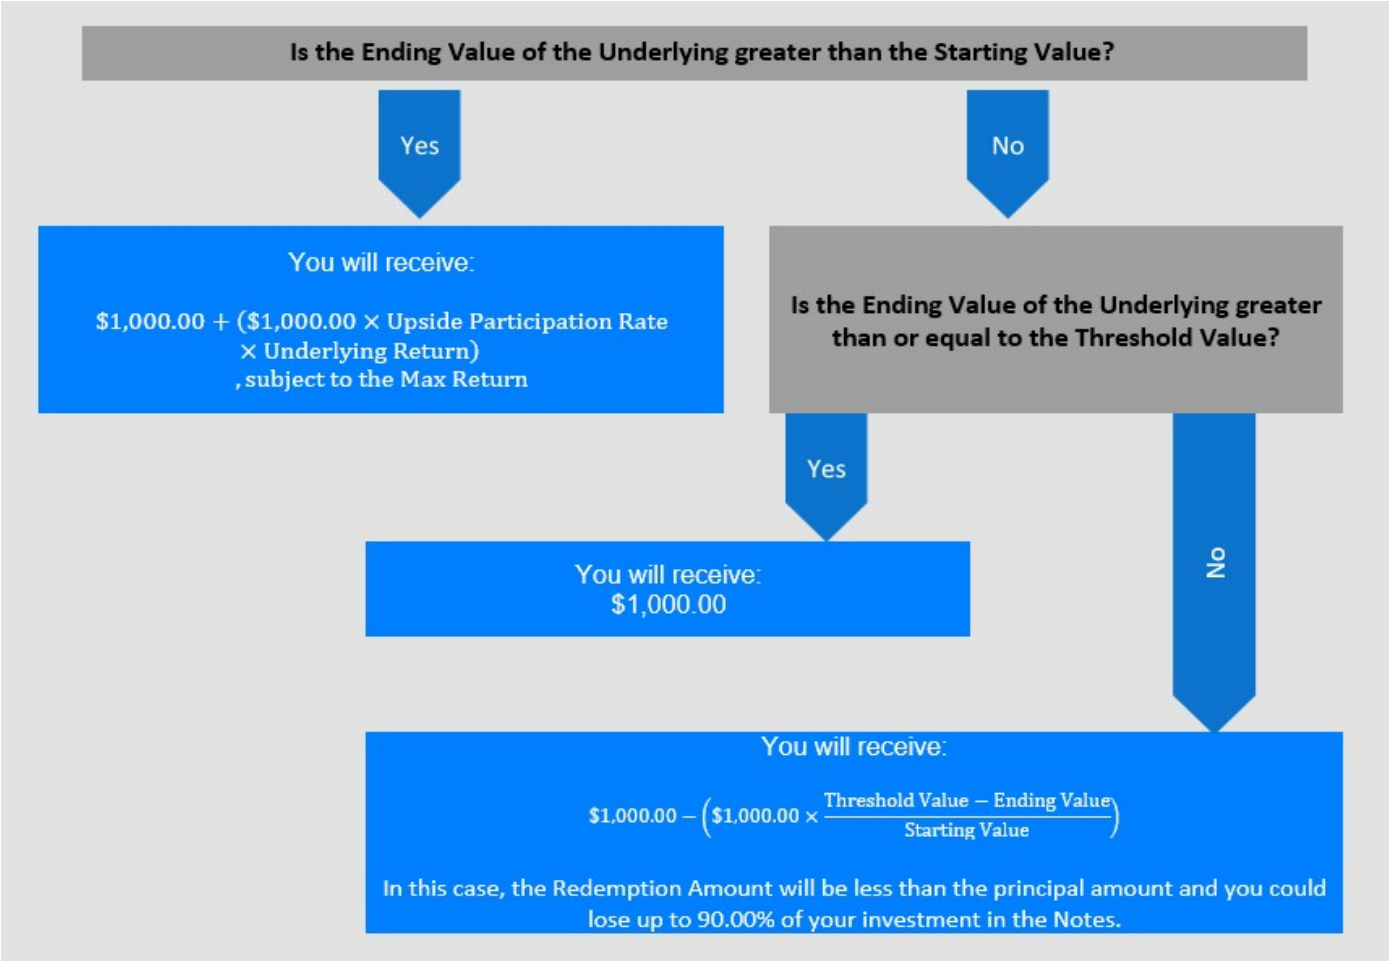 Is the Ending Value of the Underlying greater than the Starting Value?
Yes
No
You will receive:
$1,000.00 + ($1,000.00 × Upside Participation Rate
× Underlying Return)
, subject to the Max Return
Is the Ending Value of the Underlying greater
than or equal to the Threshold Value?
Yes
No
You will receive:
$1,000.00
You will receive:
$1,000.00 − ($1,000.00 × Threshold Value − Ending Value)
Starting Value
In this case, the Redemption Amount will be less than the principal amount and you could
lose up to 90.00% of your investment in the Notes.